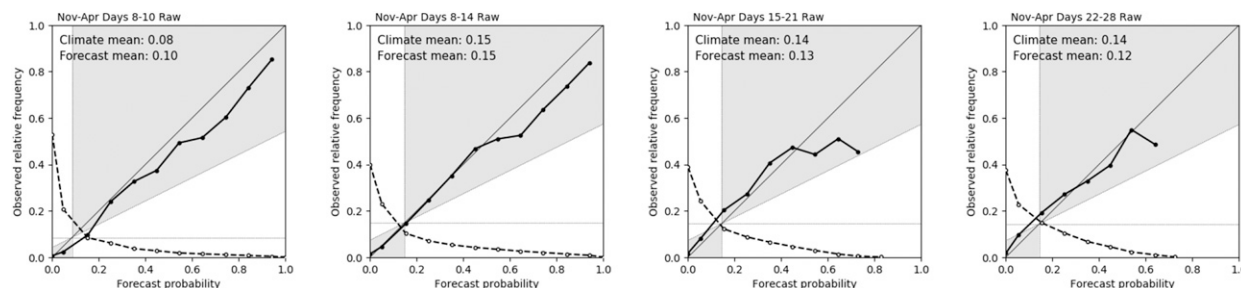 Nov-Apr Days 8-10 Raw
Climate mean: 0.08
Forecast mean: 0.10
Observed relative frequency
1.0
0.8
0.6
0.4
0.2
0.0
0.0 0.2 0.4 0.6 0.8 1.0
Forecast probability
Nov-Apr Days 8-14 Raw
Climate mean: 0.15
Forecast mean: 0.15
Observed relative frequency
1.0
0.8
0.6
0.4
0.2
0.0
0.0 0.2 0.4 0.6 0.8 1.0
Forecast probability
Nov-Apr Days 15-21 Raw
Climate mean: 0.14
Forecast mean: 0.13
Observed relative frequency
1.0
0.8
0.6
0.4
0.2
0.0
0.0 0.2 0.4 0.6 0.8 1.0
Forecast probability
Nov-Apr Days 22-28 Raw
Climate mean: 0.14
Forecast mean: 0.12
Observed relative frequency
1.0
0.8
0.6
0.4
0.2
0.0
0.0 0.2 0.4 0.6 0.8 1.0
Forecast probability